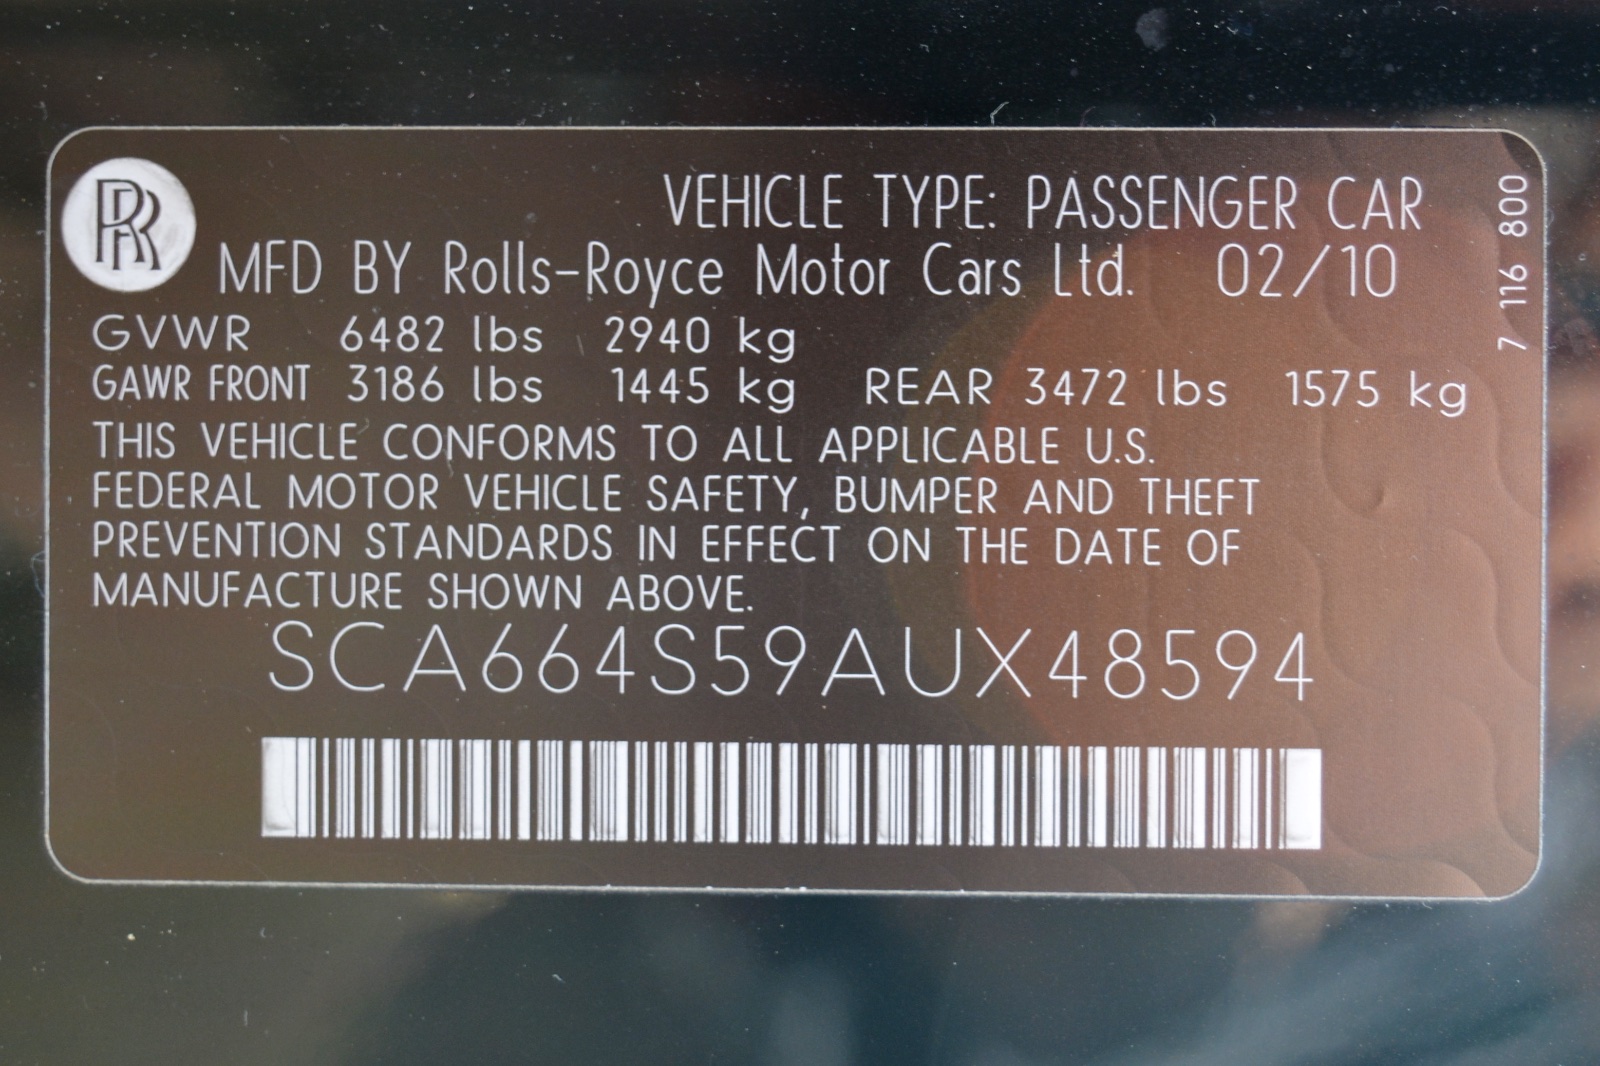 RR
VEHICLE TYPE: PASSENGER CAR
MFD BY Rolls-Royce Motor Cars Ltd. 02/10
GVWR 6482 lbs 2940 kg
GAWR FRONT 3186 lbs 1445 kg REAR 3472 lbs 1575 kg
THIS VEHICLE CONFORMS TO ALL APPLICABLE U.S.
FEDERAL MOTOR VEHICLE SAFETY, BUMPER AND THEFT
PREVENTION STANDARDS IN EFFECT ON THE DATE OF
MANUFACTURE SHOWN ABOVE.
SCA664S59AUX48594
7 116 800